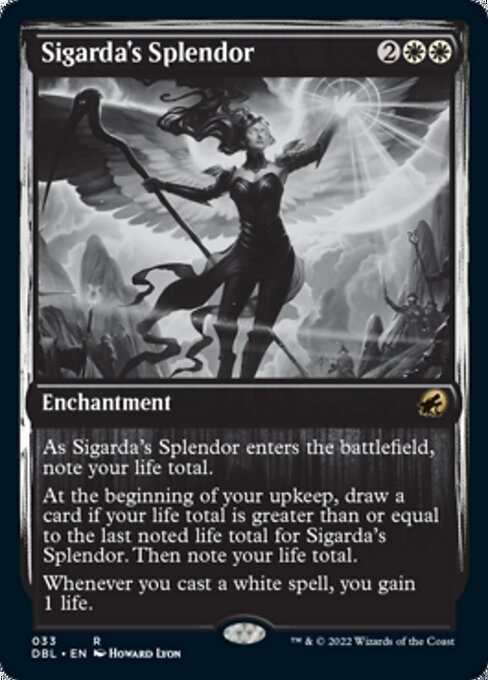 Sigarda's Splendor 2
Enchantment
As Sigarda's Splendor enters the battlefield,
note your life total.
At the beginning of your upkeep, draw a
card if your life total is greater than or equal
to the last noted life total for Sigarda's
Splendor. Then note your life total.
Whenever you cast a white spell, you gain
1 life.
033 R
DBL • EN Howard Lyon
™ & © 2022 Wizards of the Coast